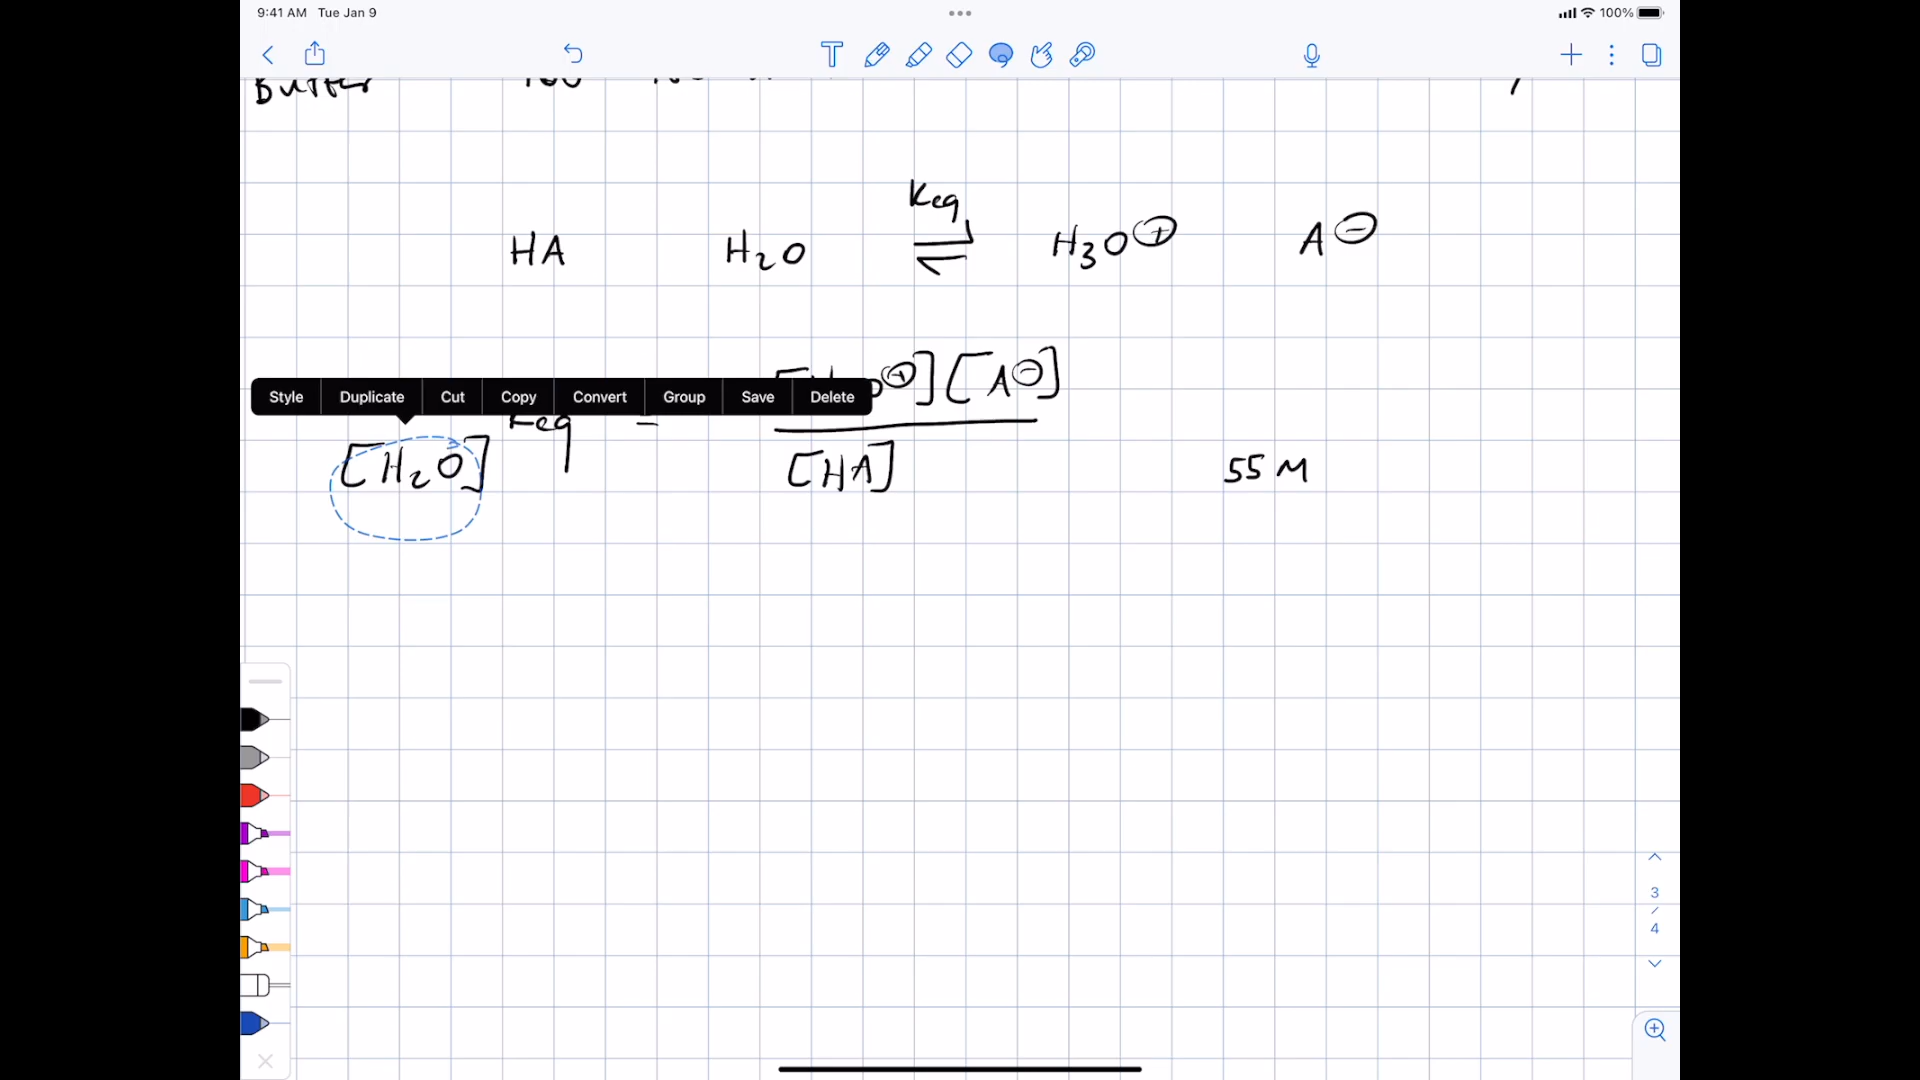 9:41 AM Tue Jan 9
100%
Buffer
HA H₂O Keq ⇌ H₃O⊕ A⊖
Style Duplicate Cut Copy Convert Group Save Delete
[H₂O] Keq = ⊕][A⊖]
[HA] 55 M
3
/
4